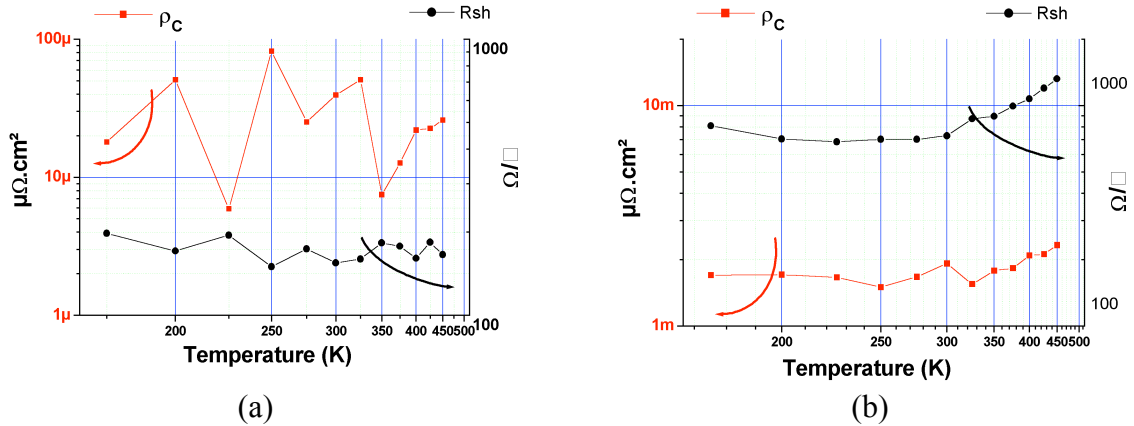 ρC
Rsh
100µ
10µ
1µ
µΩ.cm²
1000
100
Ω/□
200 250 300 350 400 450 500
Temperature (K)
(a)
ρC
Rsh
10m
1m
µΩ.cm²
1000
100
Ω/□
200 250 300 350 400 450 500
Temperature (K)
(b)